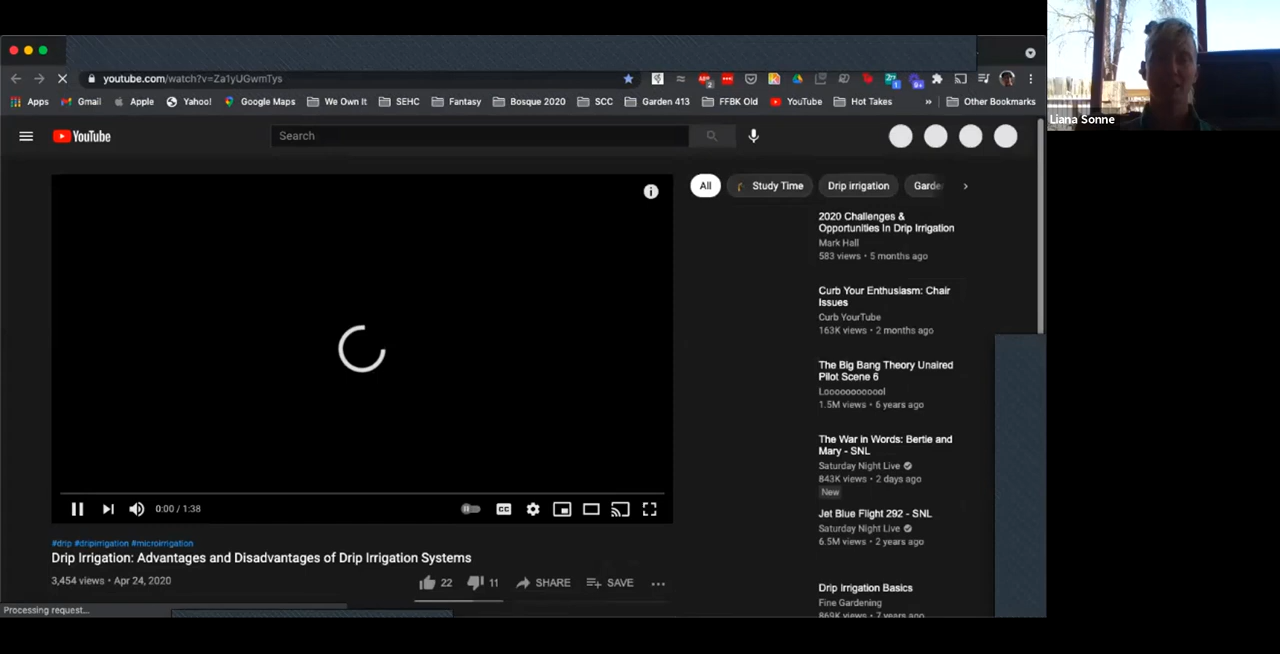 youtube.com/watch?v=Za1yUGwmTys
Apps Gmail Apple Yahoo! Google Maps We Own It SEHC Fantasy Bosque 2020 SCC Garden 413 FFBK Old YouTube Hot Takes » Other Bookmarks
YouTube
Search
All Study Time Drip irrigation Garde
2020 Challenges &
Opportunities In Drip Irrigation
Mark Hall
583 views • 5 months ago
Curb Your Enthusiasm: Chair
Issues
Curb YourTube
163K views • 2 months ago
The Big Bang Theory Unaired
Pilot Scene 6
1.5M views • 6 years ago
The War in Words: Bertie and
Mary - SNL
Saturday Night Live
843K views • 2 days ago
New
Jet Blue Flight 292 - SNL
Saturday Night Live
6.5M views • 2 years ago
Drip Irrigation Basics
Fine Gardening
869K views • 7 years ago
0:00 / 1:38
CC
#drip #dripirrigation #microirrigation
Drip Irrigation: Advantages and Disadvantages of Drip Irrigation Systems
3,454 views • Apr 24, 2020
22 11 SHARE SAVE
Processing request...
Liana Sonne